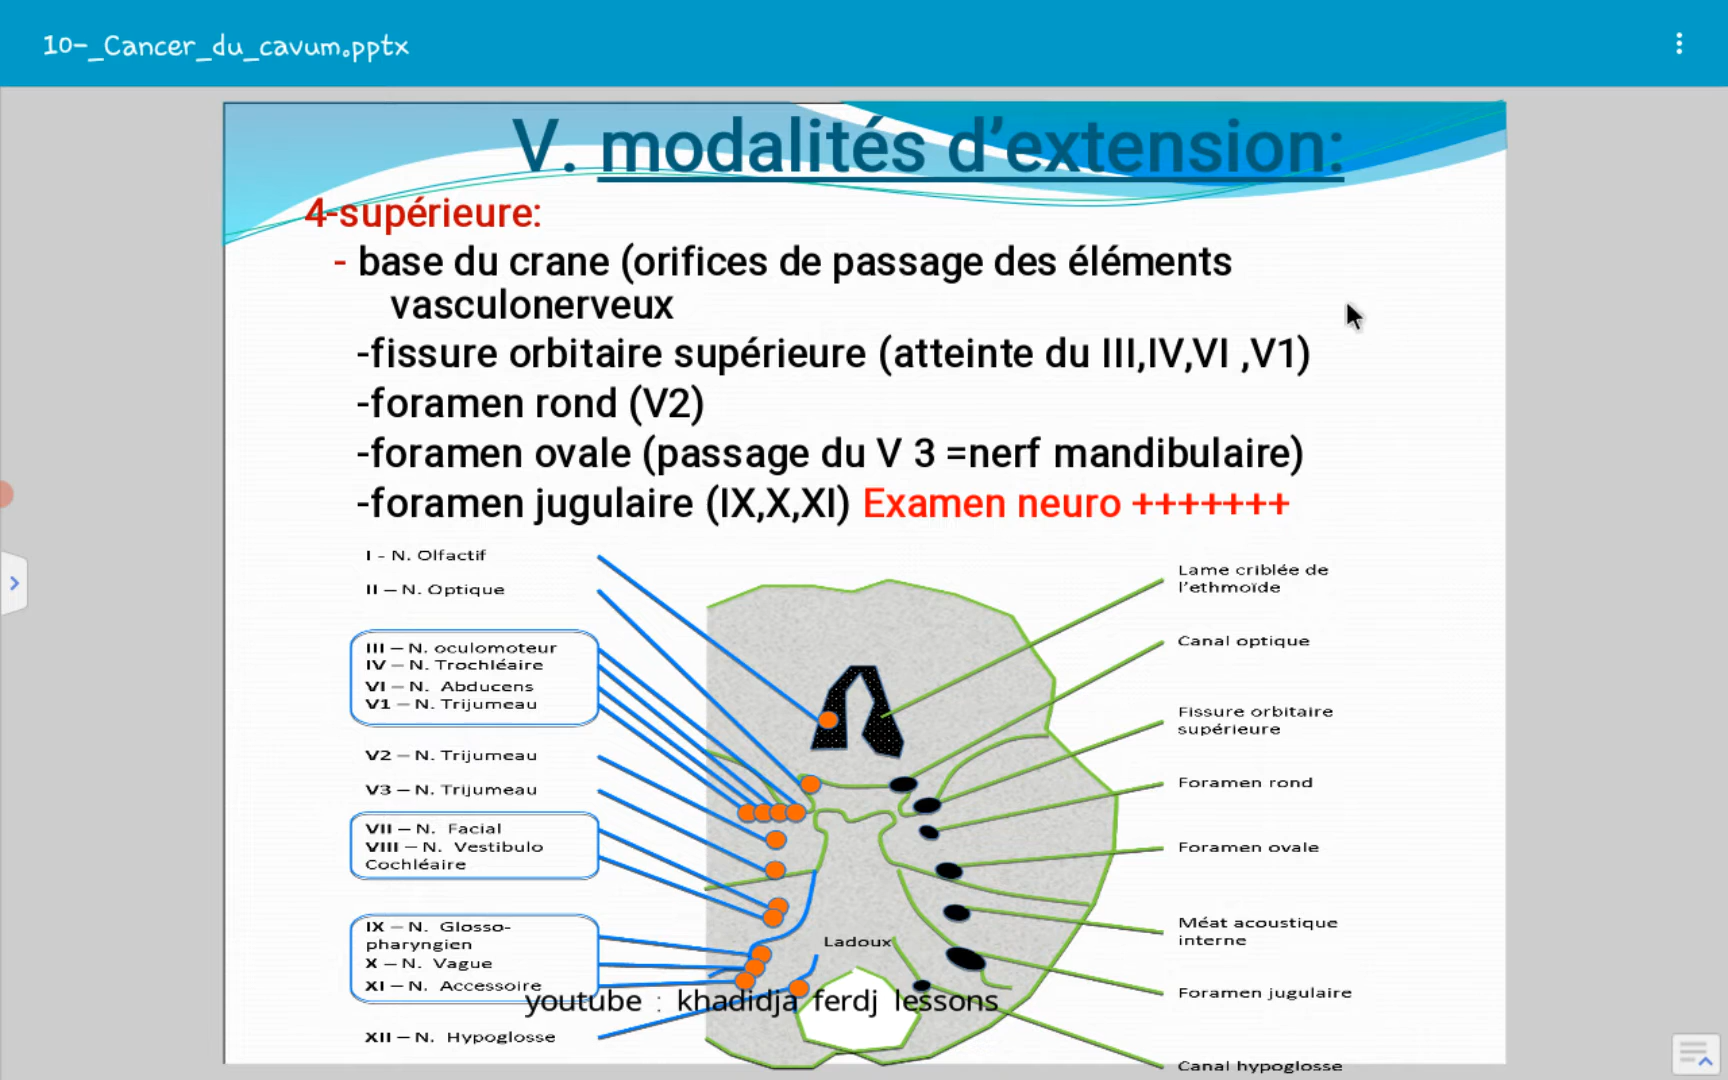 10-_Cancer_du_cavum.pptx
V. modalités d’extension:
4-supérieure:
- base du crane (orifices de passage des éléments
vasculonerveux
-fissure orbitaire supérieure (atteinte du III,IV,VI ,V1)
-foramen rond (V2)
-foramen ovale (passage du V 3 =nerf mandibulaire)
-foramen jugulaire (IX,X,XI) Examen neuro +++++++
I - N. Olfactif
II – N. Optique
III – N. oculomoteur
IV – N. Trochléaire
VI – N. Abducens
V1 – N. Trijumeau
V2 – N. Trijumeau
V3 – N. Trijumeau
VII – N. Facial
VIII – N. Vestibulo
Cochléaire
IX – N. Glosso-
pharyngien
X – N. Vague
XI – N. Accessoire
XII – N. Hypoglosse
Lame criblée de
l’ethmoïde
Canal optique
Fissure orbitaire
supérieure
Foramen rond
Foramen ovale
Méat acoustique
interne
Foramen jugulaire
Canal hypoglosse
Ladoux
youtube : khadidja ferdj lessons